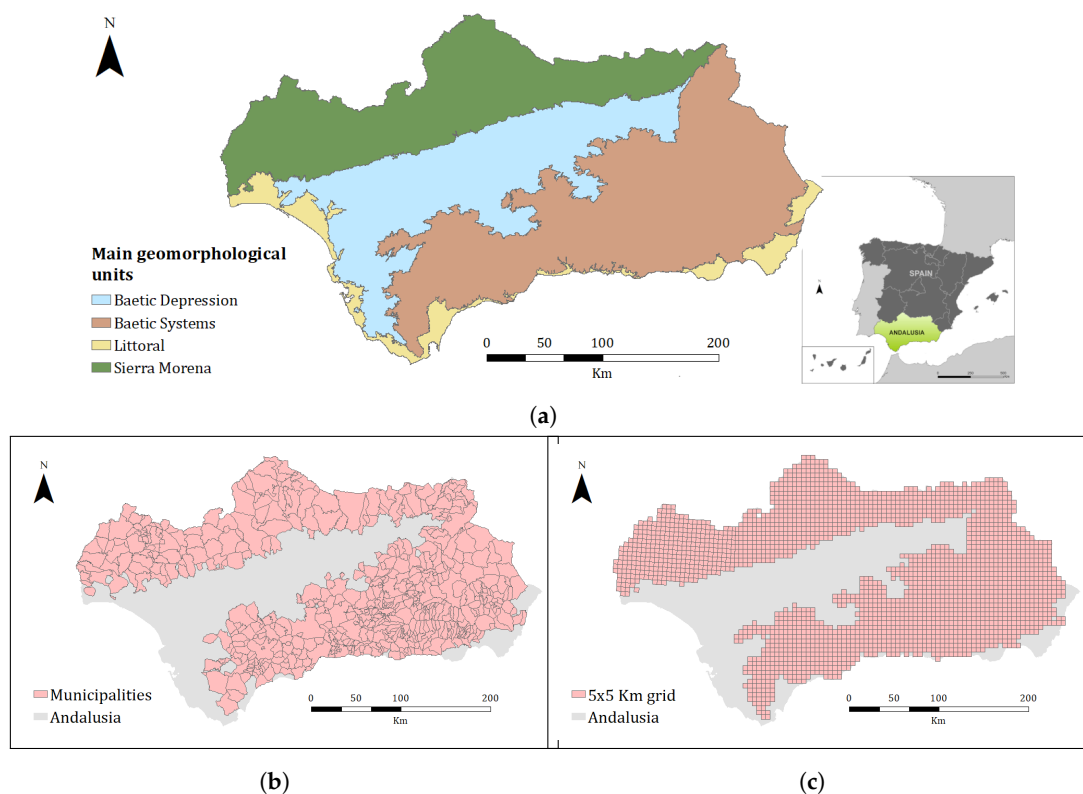 N
Main geomorphological
units
Baetic Depression
Baetic Systems
Littoral
Sierra Morena
0 50 100 200
Km
SPAIN
ANDALUSIA
(a)
N
Municipalities
Andalusia
0 50 100 200
Km
(b)
N
5x5 Km grid
Andalusia
0 50 100 200
Km
(c)